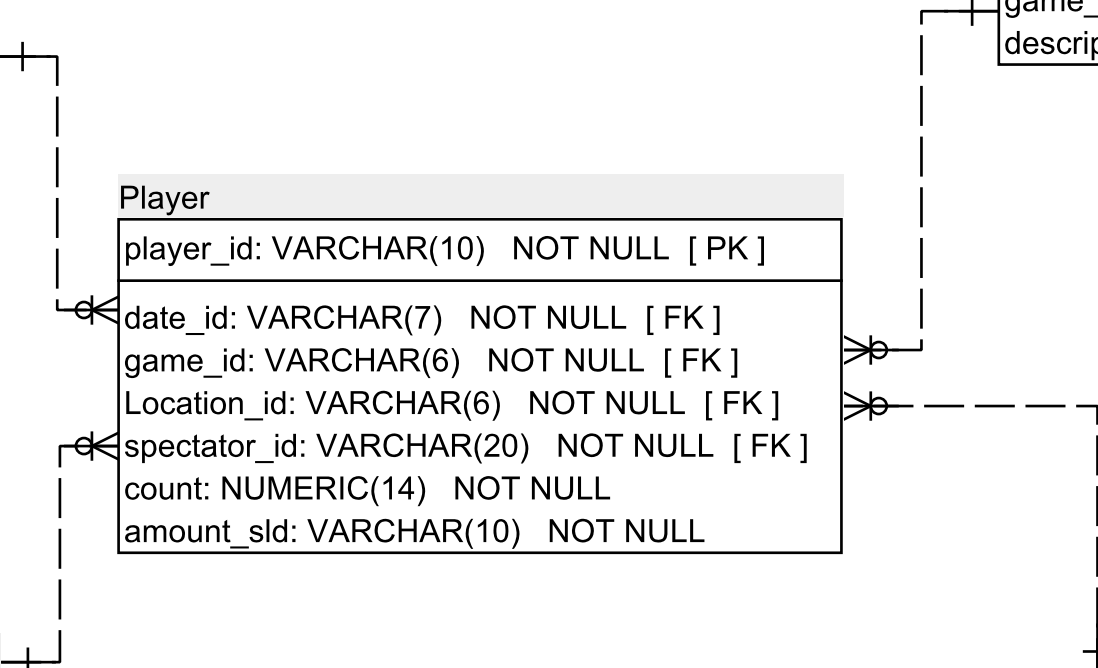 game_
descrip
Player
player_id: VARCHAR(10) NOT NULL [ PK ]
date_id: VARCHAR(7) NOT NULL [ FK ]
game_id: VARCHAR(6) NOT NULL [ FK ]
Location_id: VARCHAR(6) NOT NULL [ FK ]
spectator_id: VARCHAR(20) NOT NULL [ FK ]
count: NUMERIC(14) NOT NULL
amount_sld: VARCHAR(10) NOT NULL